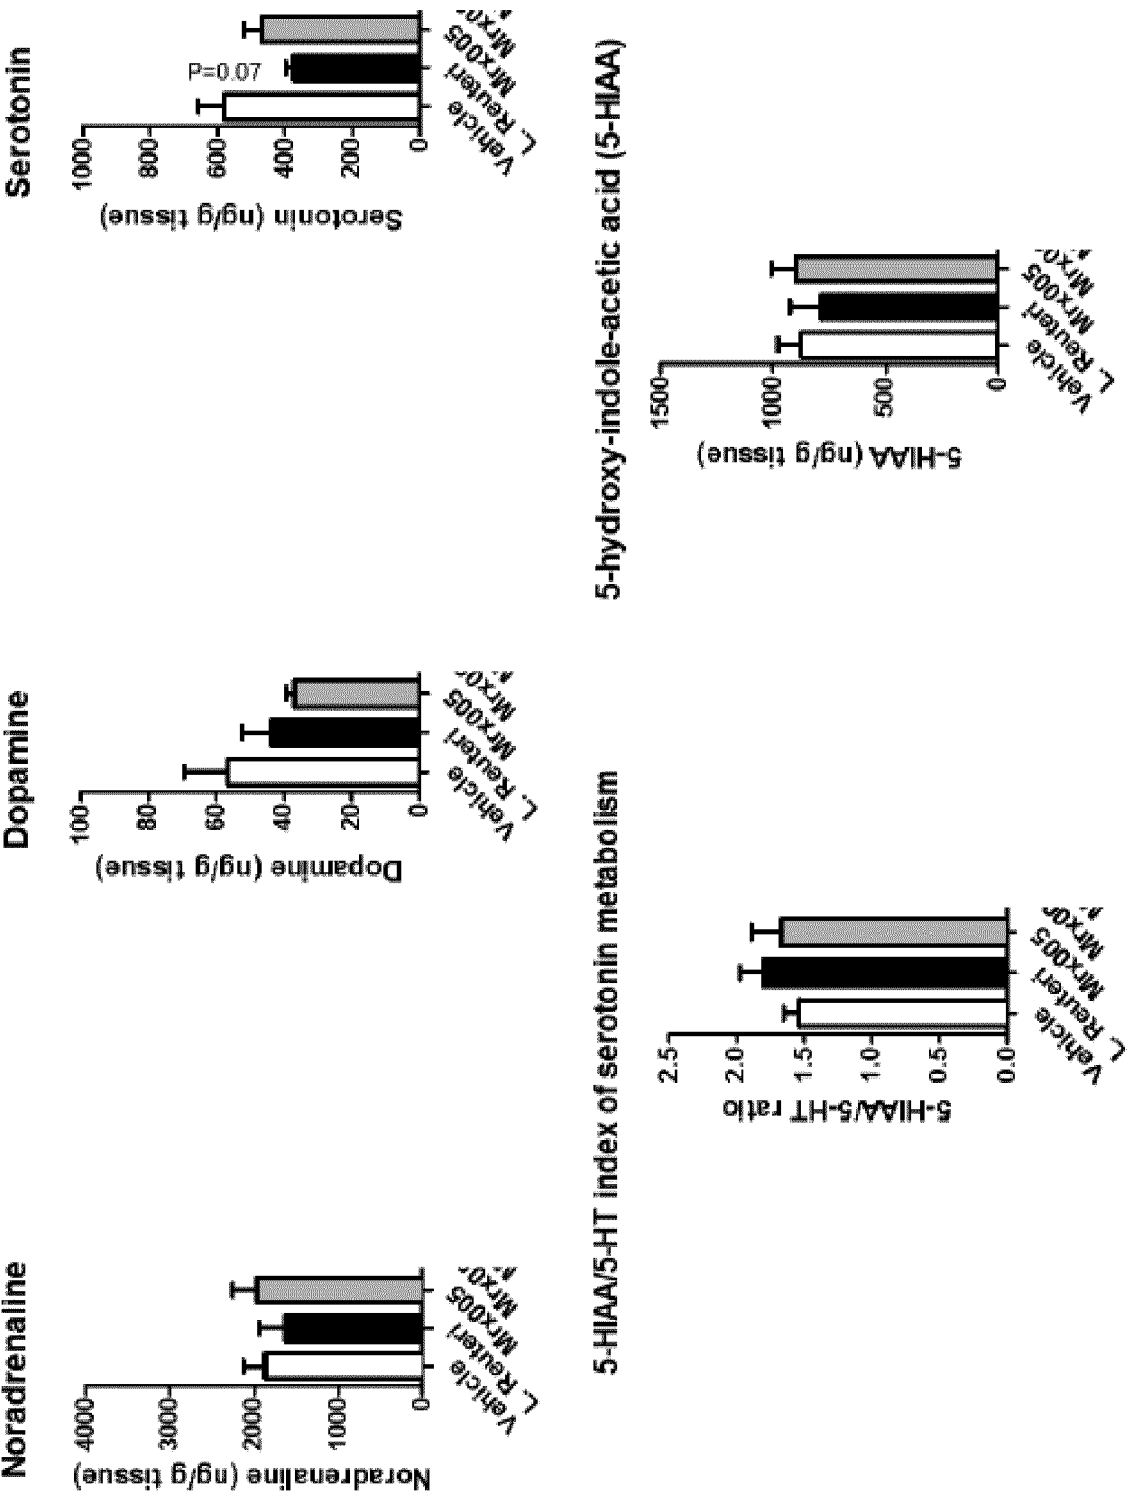 Noradrenaline
Noradrenaline (ng/g tissue)
4000
3000
2000
1000
0
Vehicle
L. Reuteri
Mrx005
Dopamine
Dopamine (ng/g tissue)
100
80
60
40
20
0
Vehicle
L. Reuteri
Mrx005
Serotonin
Serotonin (ng/g tissue)
1000
800
600
400
200
0
P=0.07
Vehicle
L. Reuteri
Mrx005
5-HIAA/5-HT index of serotonin metabolism
5-HIAA/5-HT ratio
2.5
2.0
1.5
1.0
0.5
0.0
Vehicle
L. Reuteri
Mrx005
5-hydroxy-indole-acetic acid (5-HIAA)
5-HIAA (ng/g tissue)
1500
1000
500
0
Vehicle
L. Reuteri
Mrx005